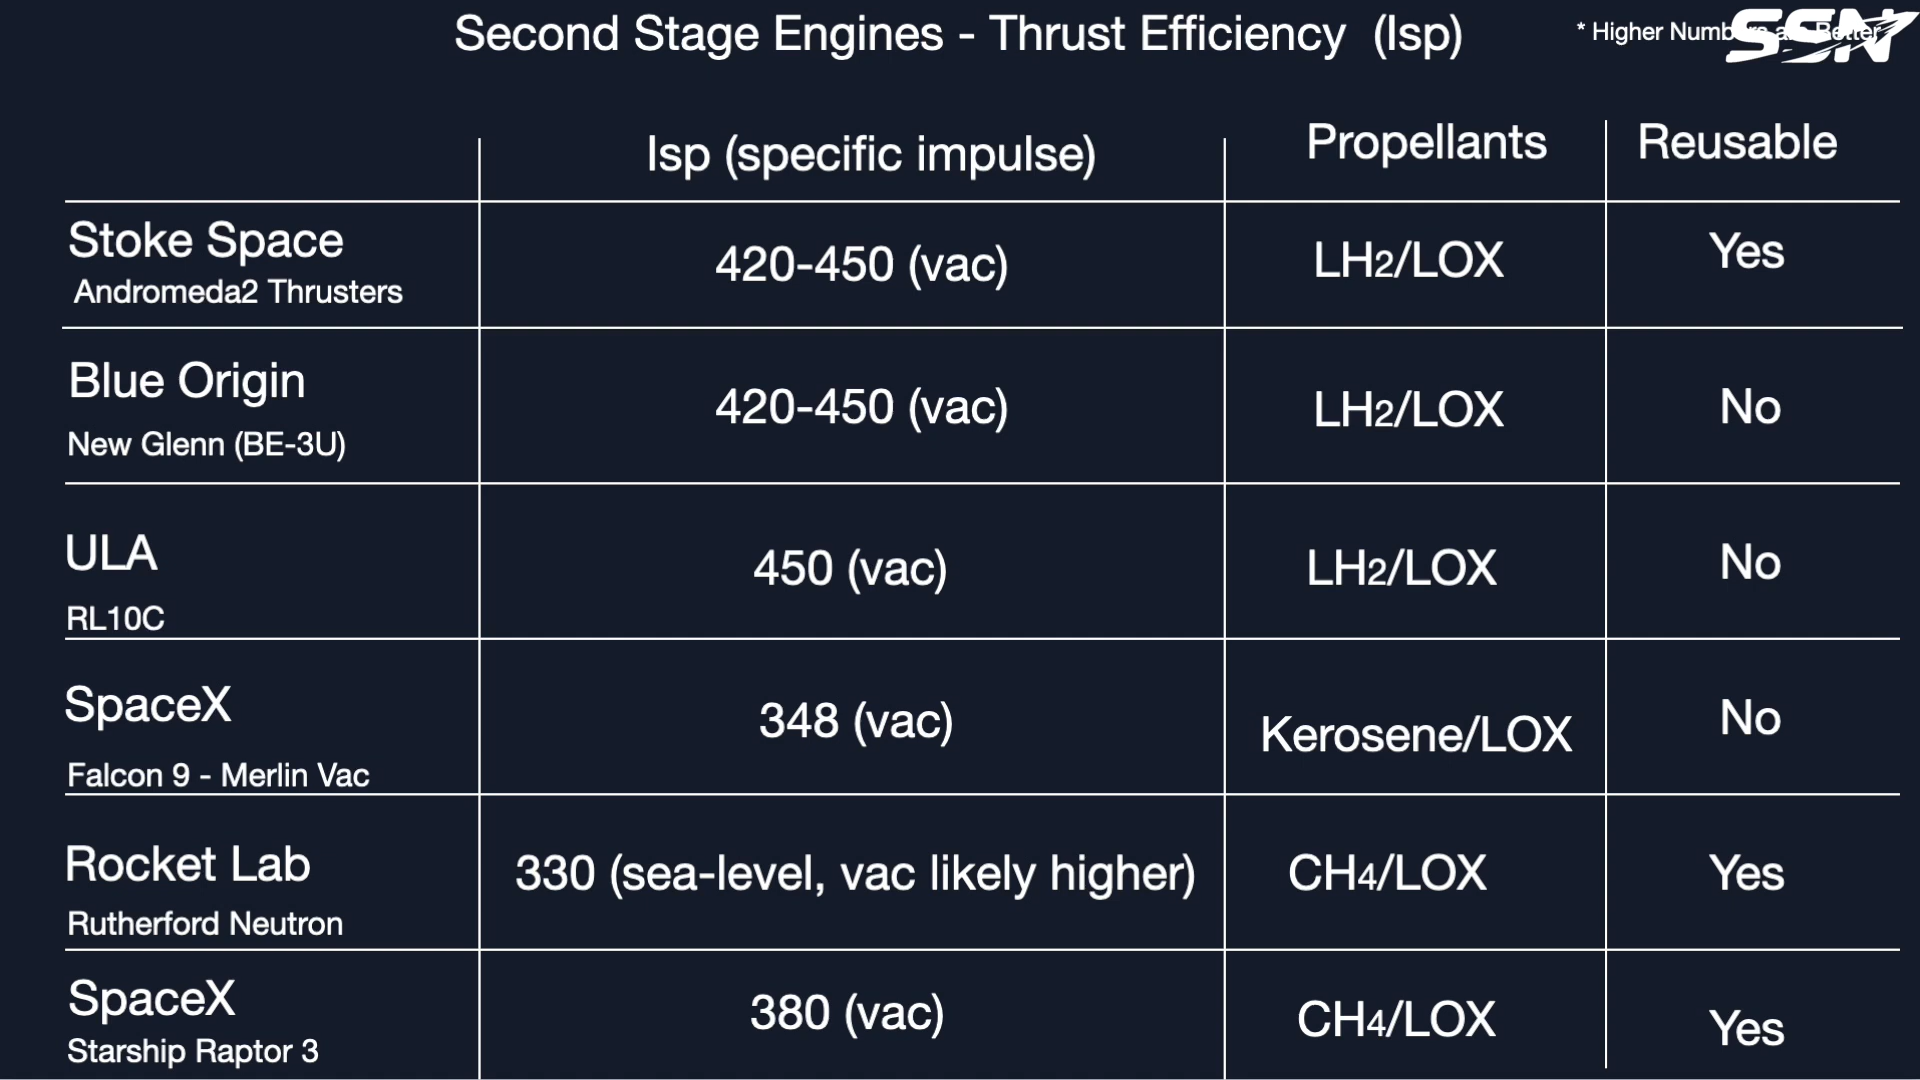 Second Stage Engines - Thrust Efficiency (Isp)
* Higher Numbers are Better
SSN
Isp (specific impulse)
Propellants
Reusable
Stoke Space
Andromeda2 Thrusters
420-450 (vac)
LH2/LOX
Yes
Blue Origin
New Glenn (BE-3U)
420-450 (vac)
LH2/LOX
No
ULA
RL10C
450 (vac)
LH2/LOX
No
SpaceX
Falcon 9 - Merlin Vac
348 (vac)
Kerosene/LOX
No
Rocket Lab
Rutherford Neutron
330 (sea-level, vac likely higher)
CH4/LOX
Yes
SpaceX
Starship Raptor 3
380 (vac)
CH4/LOX
Yes